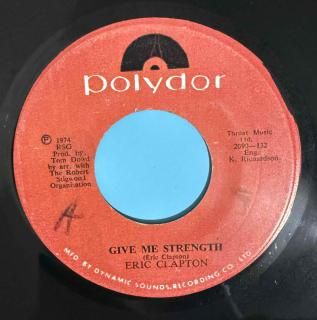 polydor
Ⓟ 1974
RSO
Prod. by
Tom Dowd
by arr. with
The Robert
Stigwood
Organisation
Throat Music
Ltd.
2090-132
Eng.
K. Richardson
A
GIVE ME STRENGTH
(Eric Clapton)
ERIC CLAPTON
MFD. BY DYNAMIC SOUNDS RECORDING CO. LTD